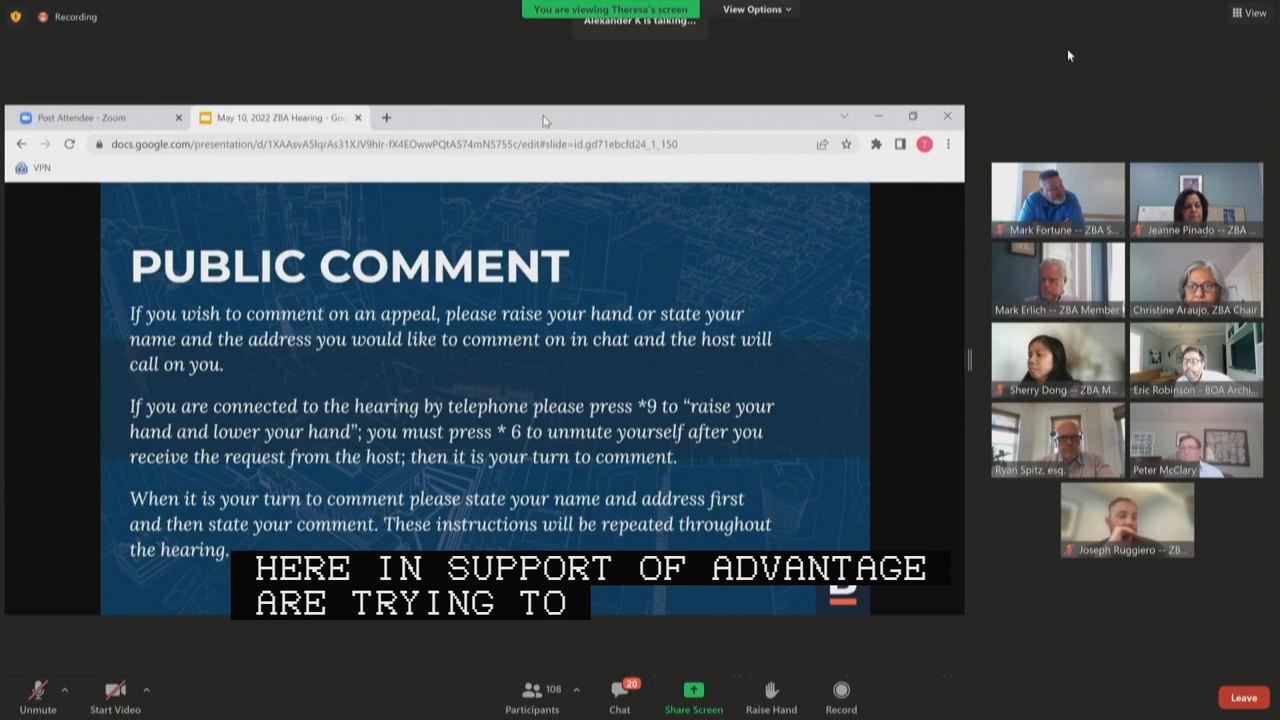 Recording
You are viewing Theresa's screen
View Options
View
Alexander K is talking...
Post Attendee - Zoom
May 10, 2022 ZBA Hearing - Goo
docs.google.com/presentation/d/1XAAsvA5lqrAs31XJV9hlr-fX4EOwwPQtA574mN5755c/edit#slide=id.gd71ebcfd24_1_150
T
VPN
PUBLIC COMMENT
If you wish to comment on an appeal, please raise your hand or state your
name and the address you would like to comment on in chat and the host will
call on you.
If you are connected to the hearing by telephone please press *9 to “raise your
hand and lower your hand”; you must press * 6 to unmute yourself after you
receive the request from the host; then it is your turn to comment.
When it is your turn to comment please state your name and address first
and then state your comment. These instructions will be repeated throughout
the hearing.
HERE IN SUPPORT OF ADVANTAGE
ARE TRYING TO
B
Mark Fortune -- ZBA S...
Jeanne Pinado -- ZBA ...
Mark Erlich -- ZBA Member
Christine Araujo, ZBA Chair
Sherry Dong -- ZBA M...
Eric Robinson - BOA Archi...
Ryan Spitz, esq.
Peter McClary
Joseph Ruggiero -- ZB...
Unmute
Start Video
108
Participants
20
Chat
Share Screen
Raise Hand
Record
Leave